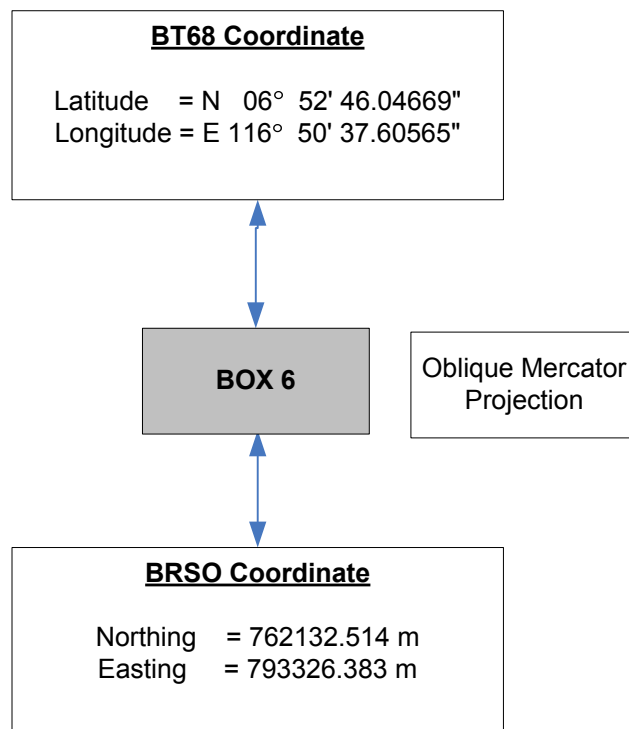 BT68 Coordinate
Latitude = N 06° 52' 46.04669"
Longitude = E 116° 50' 37.60565"
BOX 6
Oblique Mercator
Projection
BRSO Coordinate
Northing = 762132.514 m
Easting = 793326.383 m